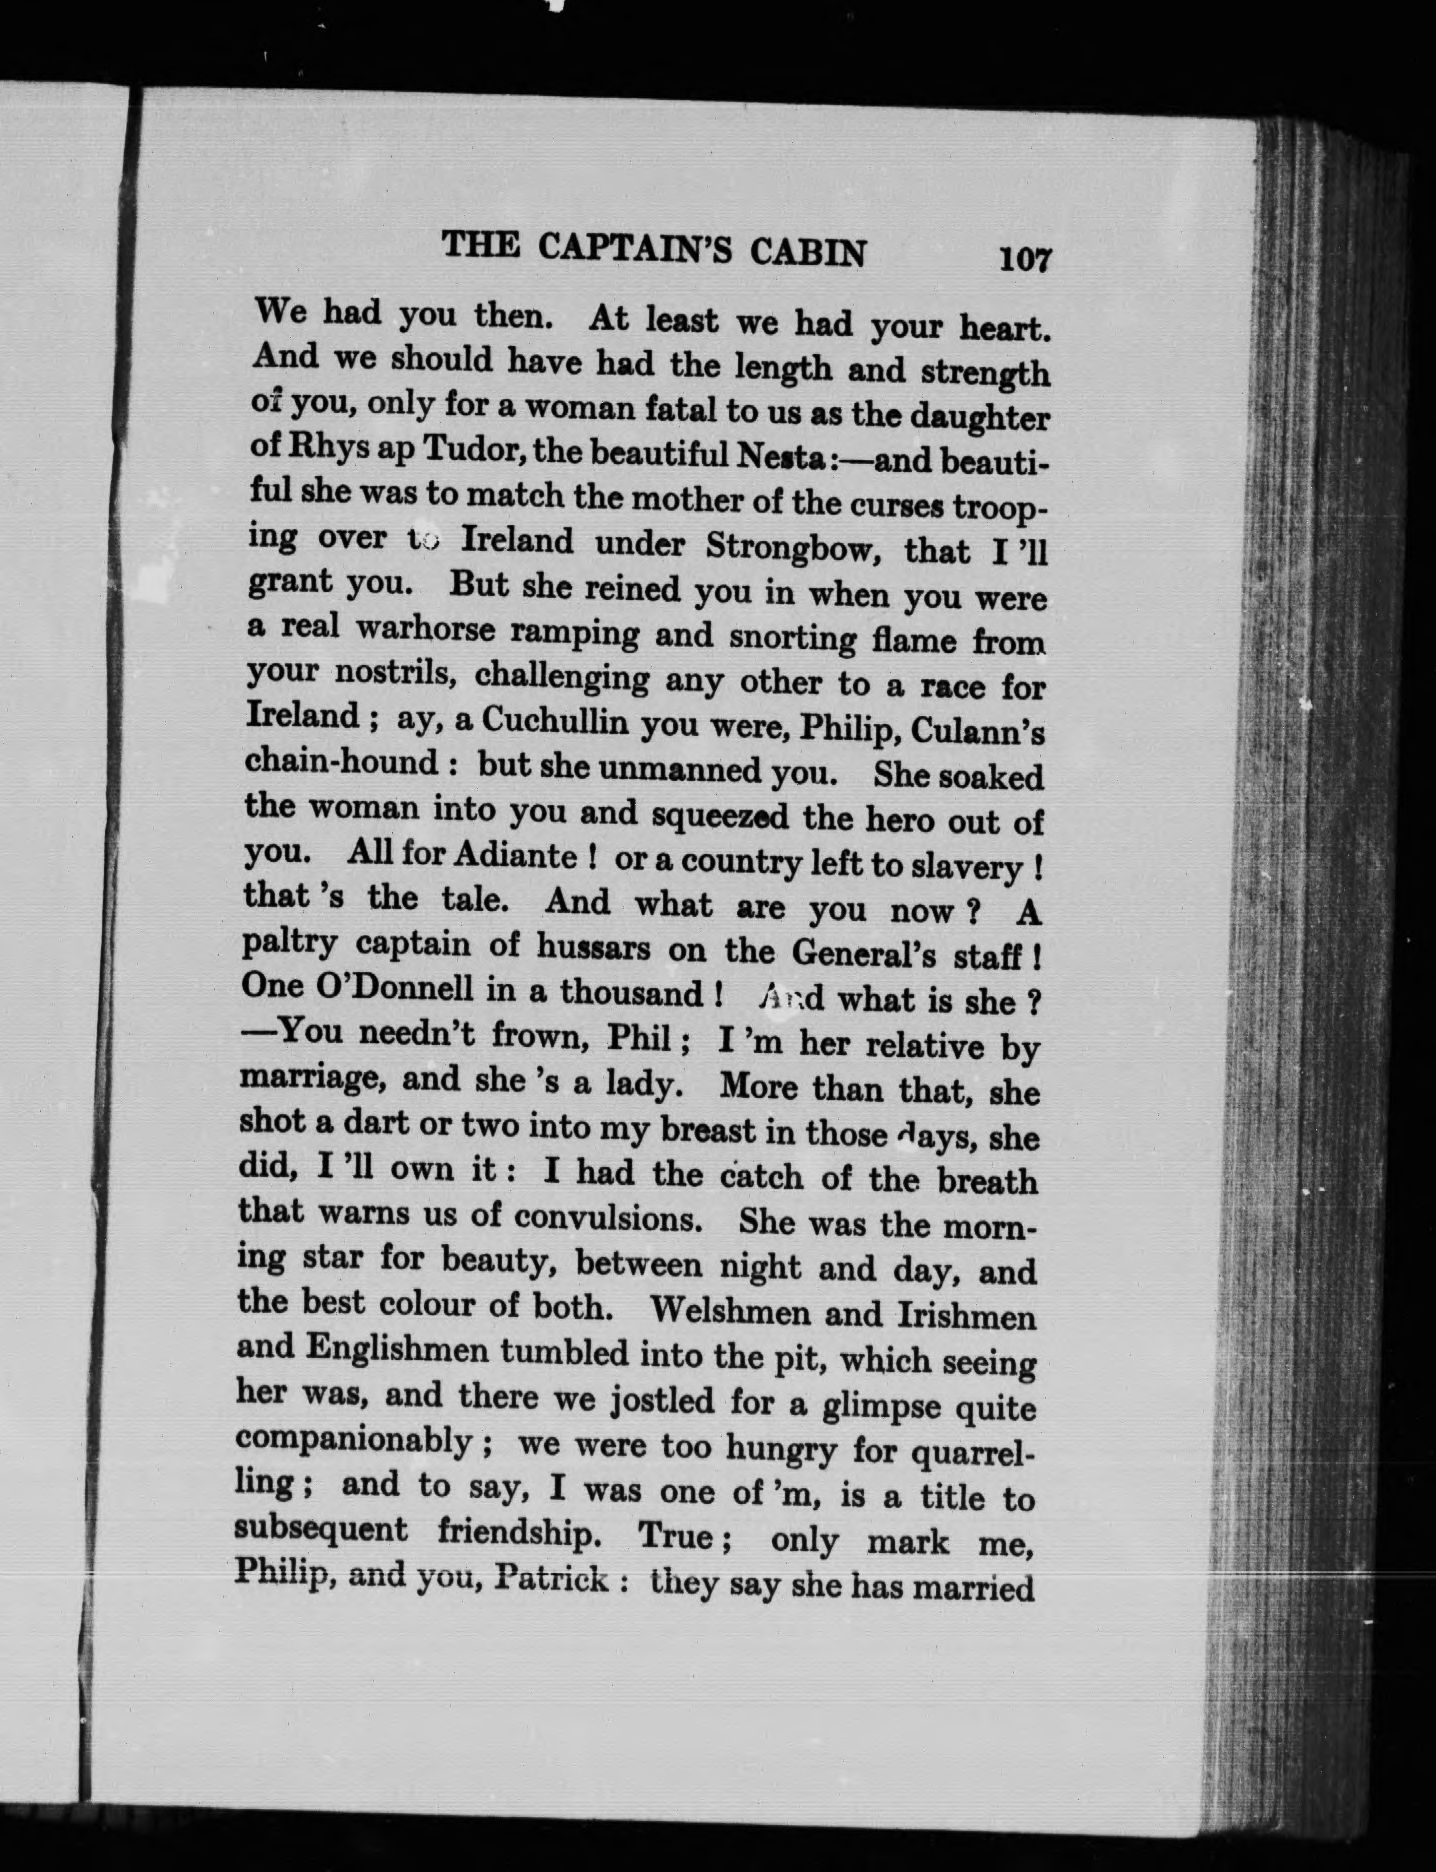 THE CAPTAIN'S CABIN 107
We had you then. At least we had your heart.
And we should have had the length and strength
of you, only for a woman fatal to us as the daughter
of Rhys ap Tudor, the beautiful Nesta:—and beauti-
ful she was to match the mother of the curses troop-
ing over to Ireland under Strongbow, that I 'll
grant you. But she reined you in when you were
a real warhorse ramping and snorting flame from
your nostrils, challenging any other to a race for
Ireland ; ay, a Cuchullin you were, Philip, Culann's
chain-hound : but she unmanned you. She soaked
the woman into you and squeezed the hero out of
you. All for Adiante ! or a country left to slavery !
that 's the tale. And what are you now ? A
paltry captain of hussars on the General's staff !
One O'Donnell in a thousand ! And what is she ?
—You needn't frown, Phil ; I 'm her relative by
marriage, and she 's a lady. More than that, she
shot a dart or two into my breast in those days, she
did, I 'll own it : I had the catch of the breath
that warns us of convulsions. She was the morn-
ing star for beauty, between night and day, and
the best colour of both. Welshmen and Irishmen
and Englishmen tumbled into the pit, which seeing
her was, and there we jostled for a glimpse quite
companionably ; we were too hungry for quarrel-
ling ; and to say, I was one of 'm, is a title to
subsequent friendship. True ; only mark me,
Philip, and you, Patrick : they say she has married